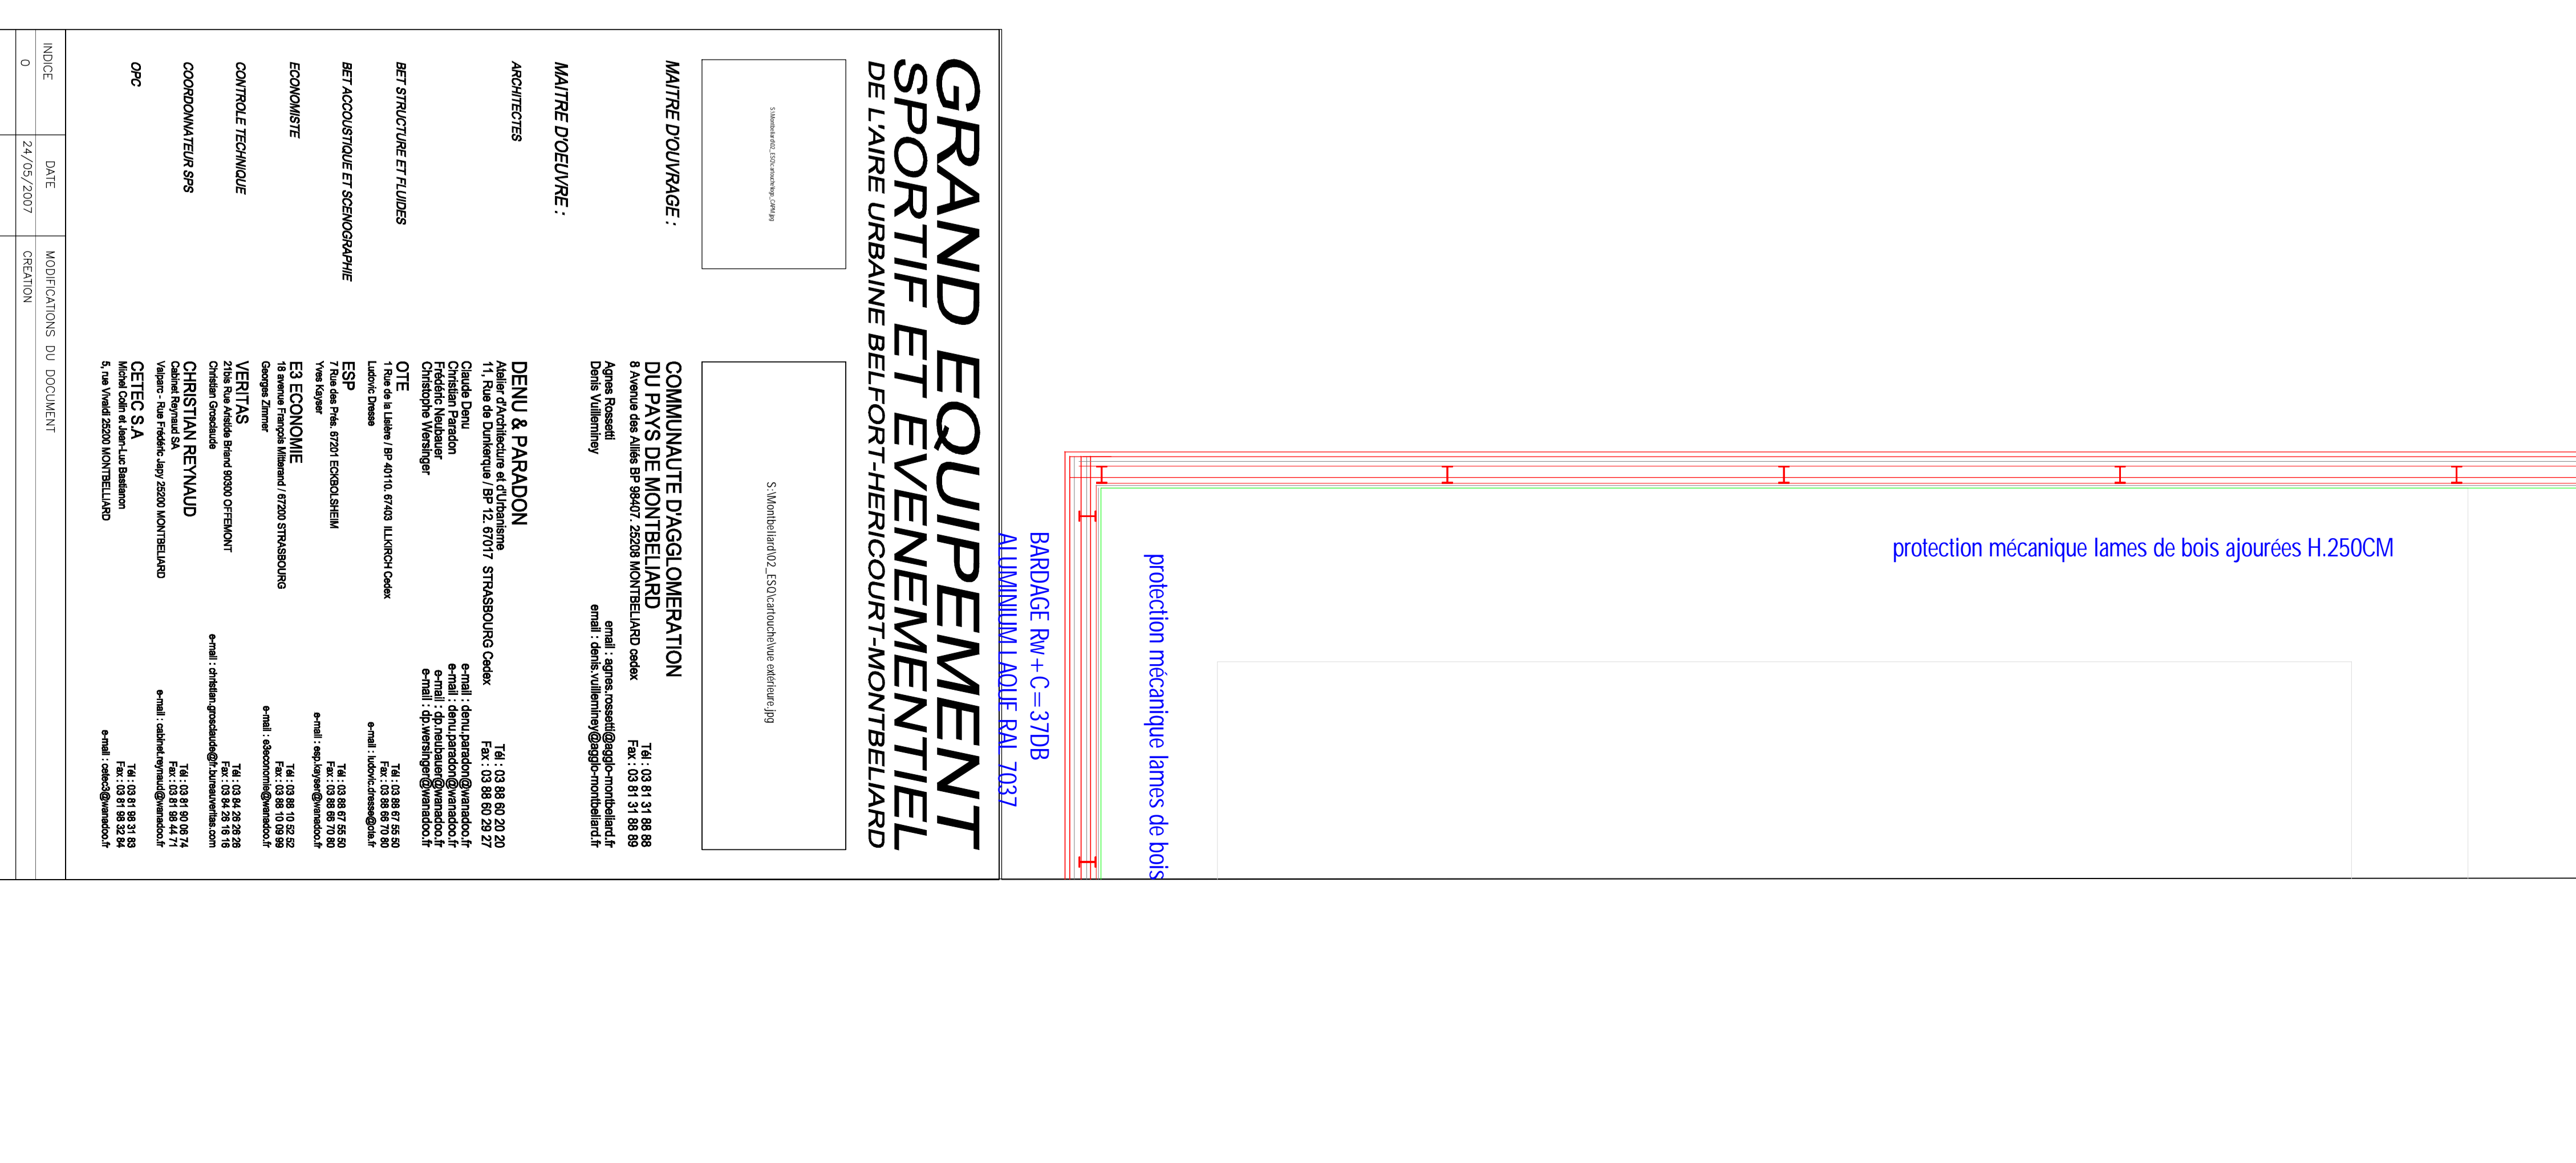 GRAND EQUIPEMENT
SPORTIF ET EVENEMENTIEL
DE L'AIRE URBAINE BELFORT-HERICOURT-MONTBELIARD
S:\Montbeliard\02_ESQ\cartouche\logo_CAPM.jpg
S:\Montbeliard\02_ESQ\cartouche\vue extérieure.jpg
MAITRE D'OUVRAGE :
COMMUNAUTE D'AGGLOMERATION
DU PAYS DE MONTBELIARD
Tél : 03 81 31 88 88
8 Avenue des Alliés BP 98407. 25208 MONTBELIARD cedex
Fax : 03 81 31 88 89
Agnes Rossetti
email : agnes.rossetti@agglo-montbeliard.fr
Denis Vuilleminey
email : denis.vuilleminey@agglo-montbeliard.fr
MAITRE D'OEUVRE :
ARCHITECTES
DENU & PARADON
Atelier d'Architecture et d'Urbanisme
Tél : 03 88 60 20 20
11, Rue de Dunkerque / BP 12. 67017 STRASBOURG Cedex
Fax : 03 88 60 29 27
Claude Denu
e-mail : denu.paradon@wanadoo.fr
Christian Paradon
e-mail : denu.paradon@wanadoo.fr
Frédéric Neubauer
e-mail : dp.neubauer@wanadoo.fr
Christophe Wersinger
e-mail : dp.wersinger@wanadoo.fr
BET STRUCTURE ET FLUIDES
OTE
Tél : 03 88 67 55 50
1 Rue de la Lisière / BP 40110. 67403 ILLKIRCH Cedex
Fax : 03 88 66 70 80
Ludovic Dresse
e-mail : ludovic.dresse@ote.fr
BET ACCOUSTIQUE ET SCENOGRAPHIE
ESP
Tél : 03 88 67 55 50
7 Rue des Prés. 67201 ECKBOLSHEIM
Fax : 03 88 66 70 80
Yves Kayser
e-mail : esp.kayser@wanadoo.fr
ECONOMISTE
E3 ECONOMIE
Tél : 03 88 10 52 52
18 avenue François Mitterand / 67200 STRASBOURG
Fax : 03 88 10 09 99
Georges Zimmer
e-mail : e3economie@wanadoo.fr
CONTROLE TECHNIQUE
VERITAS
Tél : 03 84 26 26 26
21bis Rue Aristide Briand 90300 OFFEMONT
Fax : 03 84 26 16 16
Christian Grosclaude
e-mail : christian.grosclaude@fr.bureauveritas.com
COORDONNATEUR SPS
CHRISTIAN REYNAUD
Tél : 03 81 90 06 74
Cabinet Reynaud SA
Fax : 03 81 98 44 71
Valparc - Rue Frédéric Japy 25200 MONTBELIARD
e-mail : cabinet.reynaud@wanadoo.fr
OPC
CETEC S.A
Tél : 03 81 98 31 83
Michel Colin et Jean-Luc Bastianon
Fax : 03 81 98 32 84
5, rue Vivaldi 25200 MONTBELLIARD
e-mail : cetec3@wanadoo.fr
INDICE DATE MODIFICATIONS DU DOCUMENT
0 24/05/2007 CREATION
BARDAGE Rw+C=37DB
ALUMINIUM LAQUE RAL 7037
protection mécanique lames de bois
protection mécanique lames de bois ajourées H.250CM